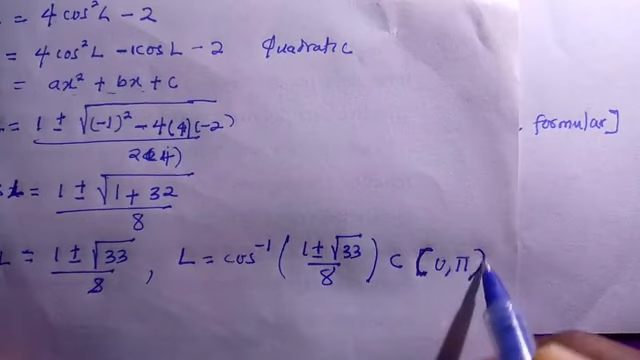 = 4cos²L - 2
= 4cos²L - 1cosL - 2 Quadratic
= ax² + bx + c
= 1 ± √(-1)² - 4(4)(-2) / 2(4) . formular]
= 1 ± √1 + 32 / 8
L = 1 ± √33 / 8 , L = cos⁻¹(1 ± √33 / 8) ⊂ [0,π)